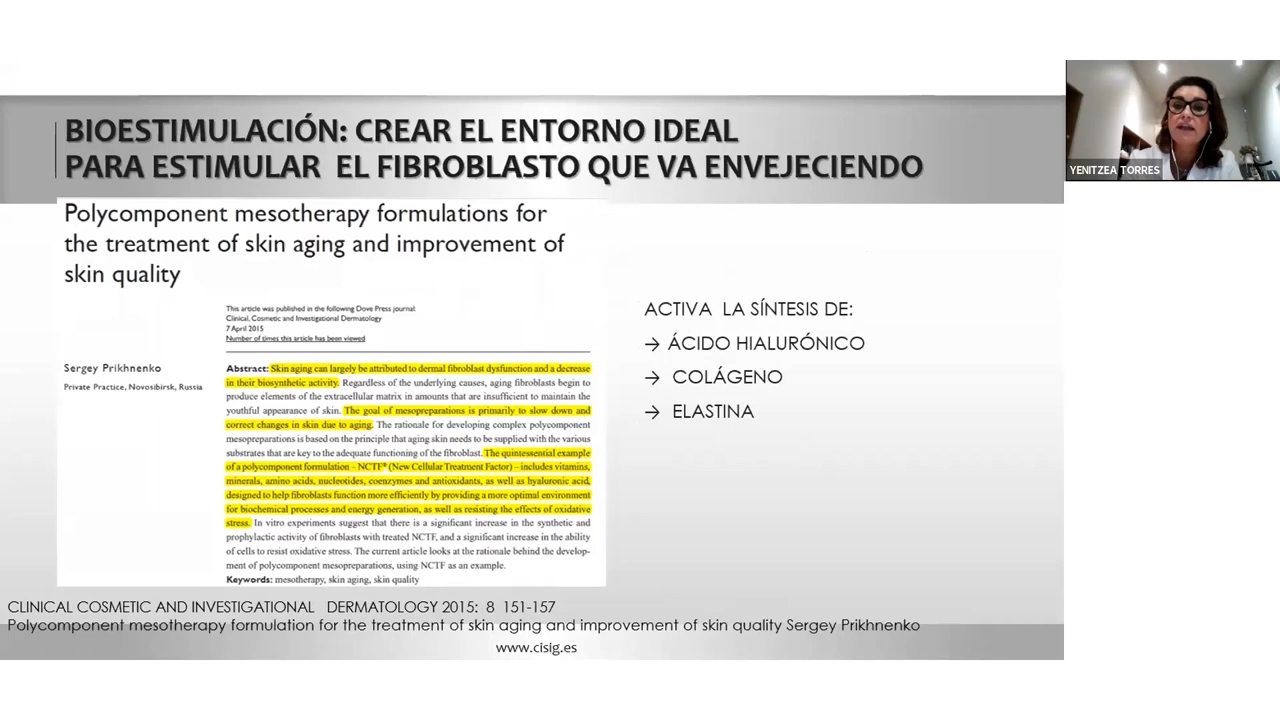 BIOESTIMULACIÓN: CREAR EL ENTORNO IDEAL
PARA ESTIMULAR EL FIBROBLASTO QUE VA ENVEJECIENDO
YENITZEA TORRES
Polycomponent mesotherapy formulations for
the treatment of skin aging and improvement of
skin quality
This article was published in the following Dove Press journal:
Clinical, Cosmetic and Investigational Dermatology
7 April 2015
Number of times this article has been viewed
Sergey Prikhnenko
Private Practice, Novosibirsk, Russia
Abstract: Skin aging can largely be attributed to dermal fibroblast dysfunction and a decrease
in their biosynthetic activity. Regardless of the underlying causes, aging fibroblasts begin to
produce elements of the extracellular matrix in amounts that are insufficient to maintain the
youthful appearance of skin. The goal of mesopreparations is primarily to slow down and
correct changes in skin due to aging. The rationale for developing complex polycomponent
mesopreparations is based on the principle that aging skin needs to be supplied with the various
substrates that are key to the adequate functioning of the fibroblast. The quintessential example
of a polycomponent formulation – NCTF® (New Cellular Treatment Factor) – includes vitamins,
minerals, amino acids, nucleotides, coenzymes and antioxidants, as well as hyaluronic acid,
designed to help fibroblasts function more efficiently by providing a more optimal environment
for biochemical processes and energy generation, as well as resisting the effects of oxidative
stress. In vitro experiments suggest that there is a significant increase in the synthetic and
prophylactic activity of fibroblasts with treated NCTF, and a significant increase in the ability
of cells to resist oxidative stress. The current article looks at the rationale behind the develop-
ment of polycomponent mesopreparations, using NCTF as an example.
Keywords: mesotherapy, skin aging, skin quality
ACTIVA LA SÍNTESIS DE:
→ ÁCIDO HIALURÓNICO
→ COLÁGENO
→ ELASTINA
CLINICAL COSMETIC AND INVESTIGATIONAL DERMATOLOGY 2015: 8 151-157
Polycomponent mesotherapy formulation for the treatment of skin aging and improvement of skin quality Sergey Prikhnenko
www.cisig.es